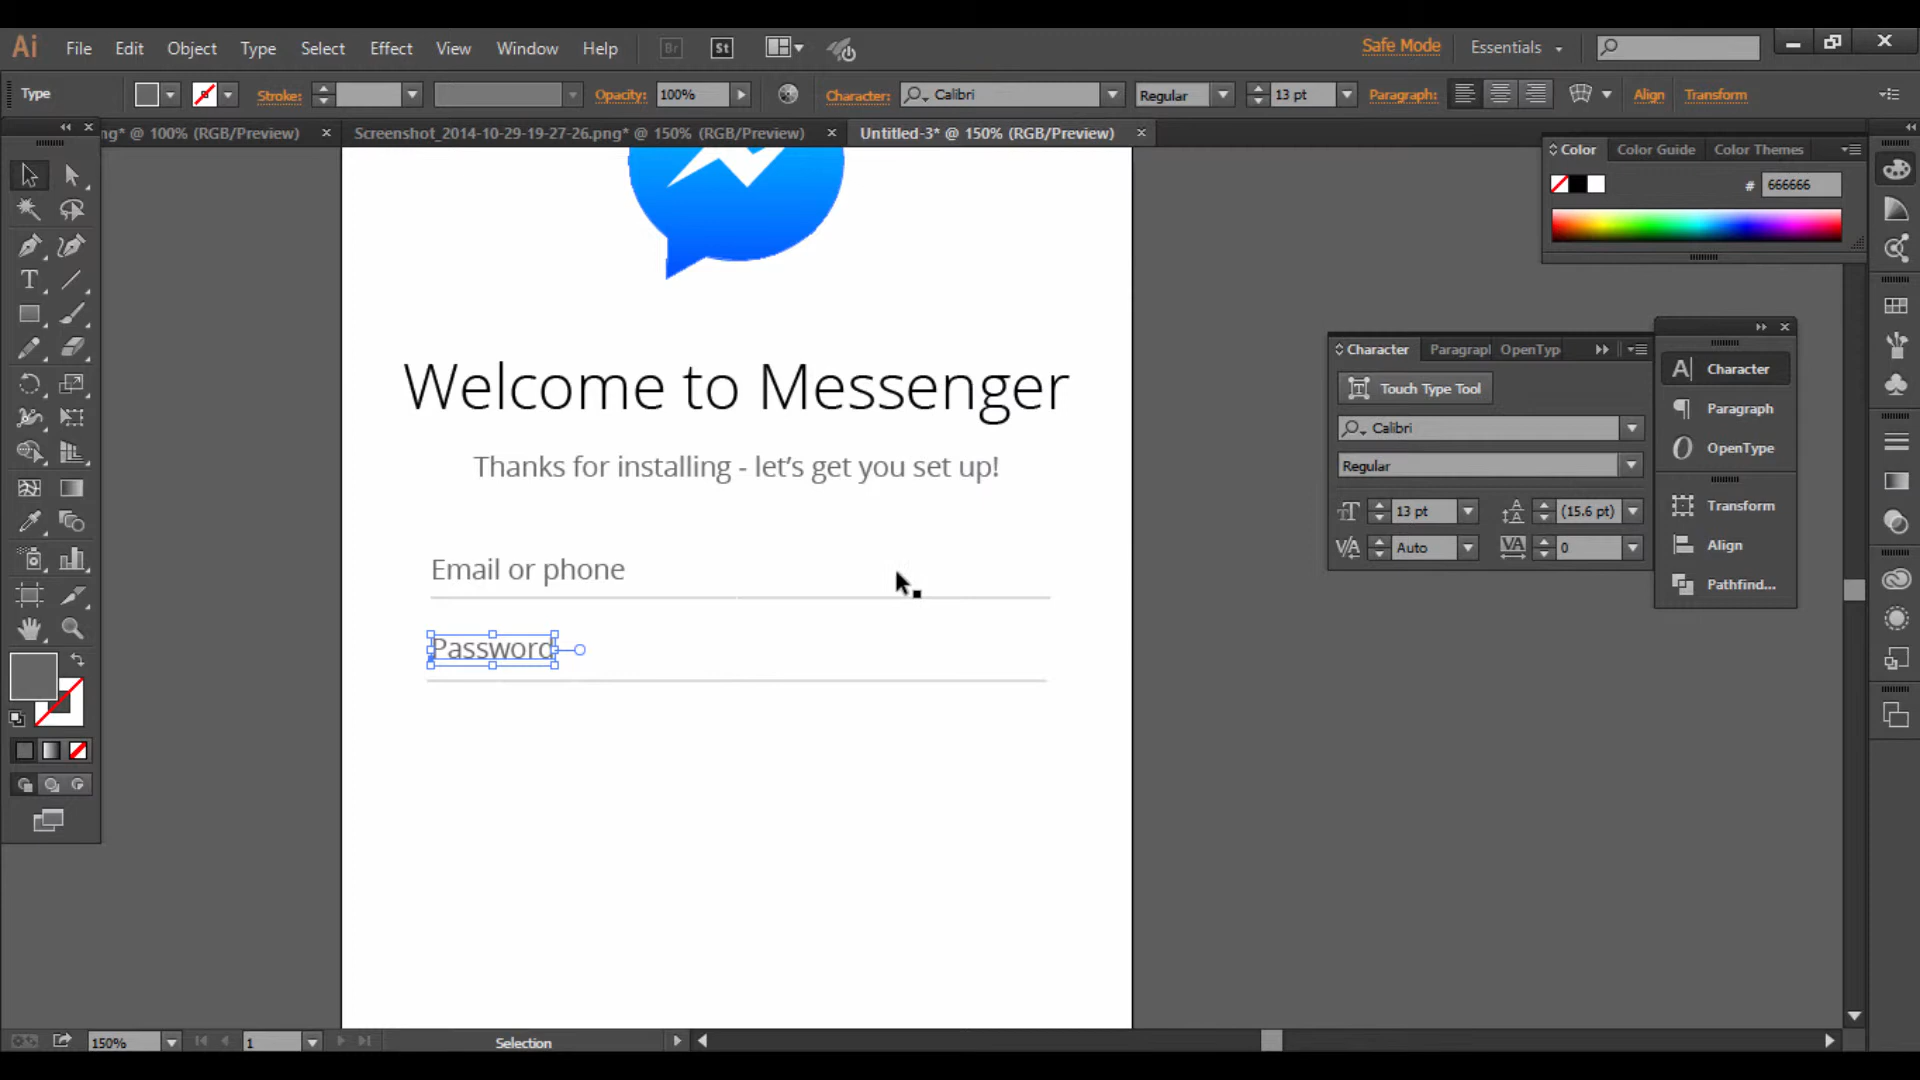 Ai File Edit Object Type Select Effect View Window Help Br St Safe Mode Essentials
Type Stroke: Opacity: 100% Character: Calibri Regular 13 pt Paragraph: Align Transform
ng* @ 100% (RGB/Preview) Screenshot_2014-10-29-19-27-26.png* @ 150% (RGB/Preview) Untitled-3* @ 150% (RGB/Preview)
Color Color Guide Color Themes
# 666666
Welcome to Messenger
Thanks for installing - let's get you set up!
Email or phone
Password
Character Paragraph OpenTyp
Touch Type Tool
Calibri
Regular
13 pt (15.6 pt)
Auto 0
Character
Paragraph
OpenType
Transform
Align
Pathfind...
150% 1 Selection